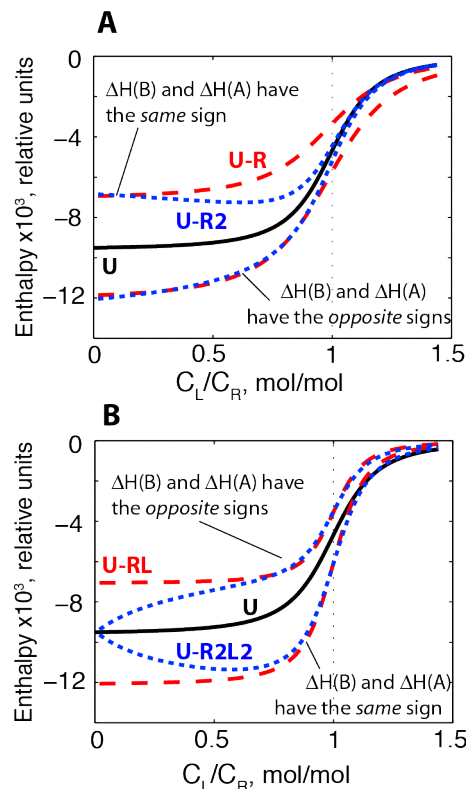 A
0
−4
−8
−12
Enthalpy x10³, relative units
ΔH(B) and ΔH(A) have
the same sign
U-R
U-R2
U
ΔH(B) and ΔH(A)
have the opposite signs
0
0.5
1
1.5
C_L/C_R, mol/mol
B
0
−4
−8
−12
Enthalpy x10³, relative units
ΔH(B) and ΔH(A) have
the opposite signs
U-RL
U
U-R2L2
ΔH(B) and ΔH(A)
have the same sign
0
0.5
1
1.5
C_L/C_R, mol/mol